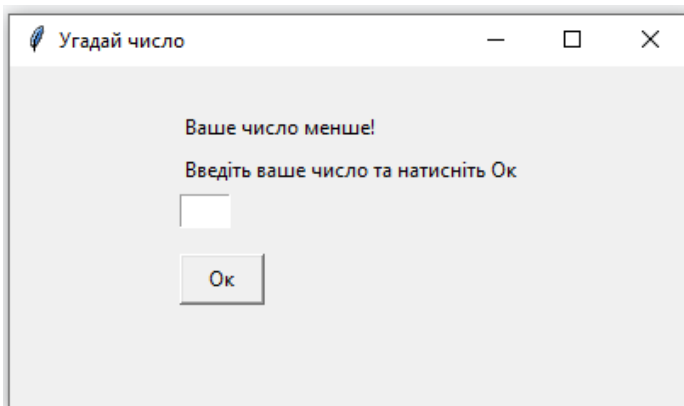 Угадай число
Ваше число менше!
Введіть ваше число та натисніть Ок
Ок